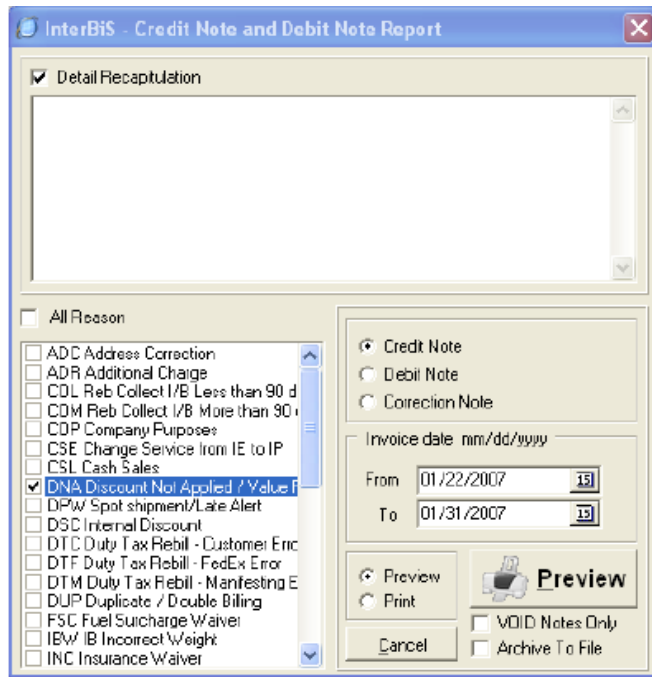 InterBiS - Credit Note and Debit Note Report
Detail Recapitulation
All Reason
ADC Address Correction
ADR Additional Charge
COL Reb Collect I/B Less than 90 d
COM Reb Collect I/B More than 90
COP Company Purposes
CSE Change Service from IE to IP
CSL Cash Sales
DNA Discount Not Applied / Value F
DPW Spot shipment/Late Alert
DSC Internal Discount
DTC Duty Tax Rebill - Customer Erro
DTF Duty Tax Rebill - FedEx Error
DTM Duty Tax Rebill - Manifesting E
DUP Duplicate / Double Billing
FSC Fuel Surcharge Waiver
IBW IB Incorrect Weight
INC Insurance Waiver
Credit Note
Debit Note
Correction Note
Invoice date mm/dd/yyyy
From 01/22/2007 15
To 01/31/2007 15
Preview
Print
Preview
Cancel
VOID Notes Only
Archive To File